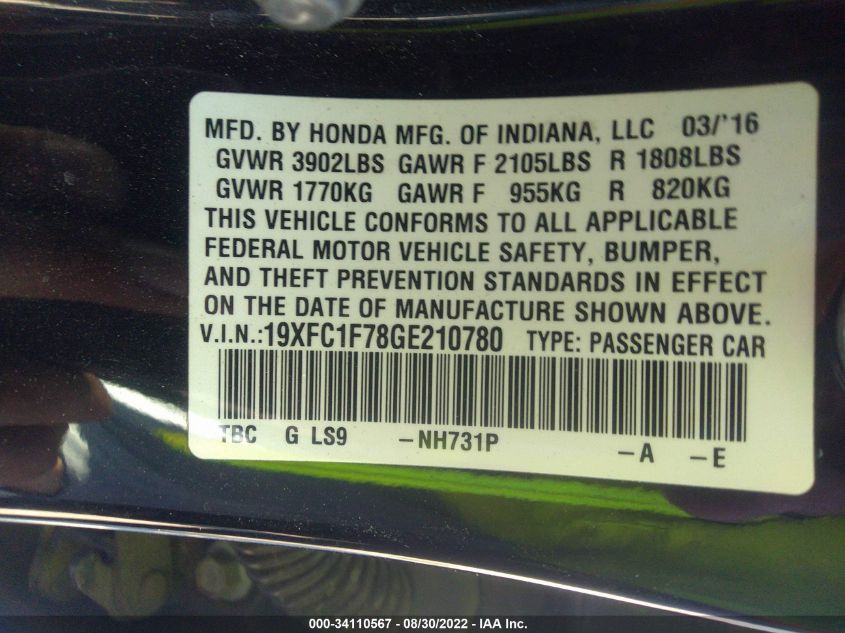 MFD. BY HONDA MFG. OF INDIANA, LLC 03/'16
GVWR 3902LBS GAWR F 2105LBS R 1808LBS
GVWR 1770KG GAWR F 955KG R 820KG
THIS VEHICLE CONFORMS TO ALL APPLICABLE
FEDERAL MOTOR VEHICLE SAFETY, BUMPER,
AND THEFT PREVENTION STANDARDS IN EFFECT
ON THE DATE OF MANUFACTURE SHOWN ABOVE.
V.I.N.:19XFC1F78GE210780 TYPE: PASSENGER CAR
TBC G LS9 -NH731P -A -E
000-34110567 - 08/30/2022 - IAA Inc.